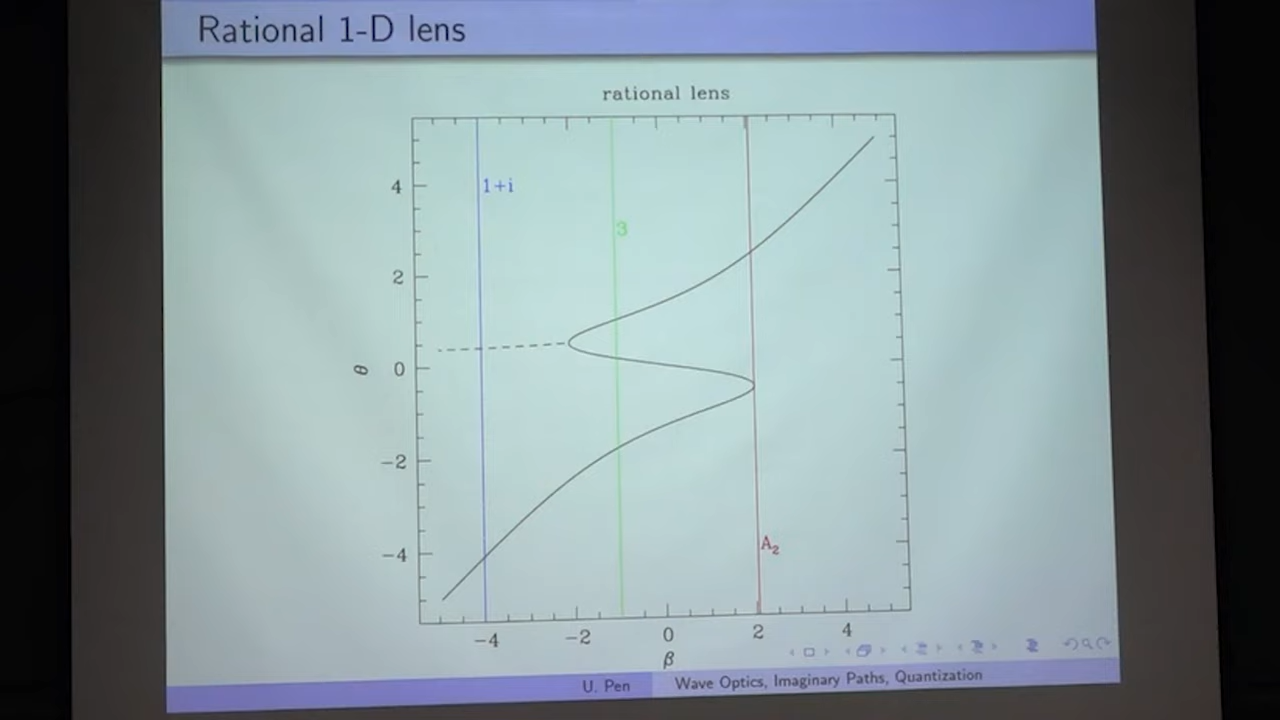 Rational 1-D lens
rational lens
1+i
3
A₂
4
2
0
−2
−4
θ
−4
−2
0
2
4
β
U. Pen
Wave Optics, Imaginary Paths, Quantization